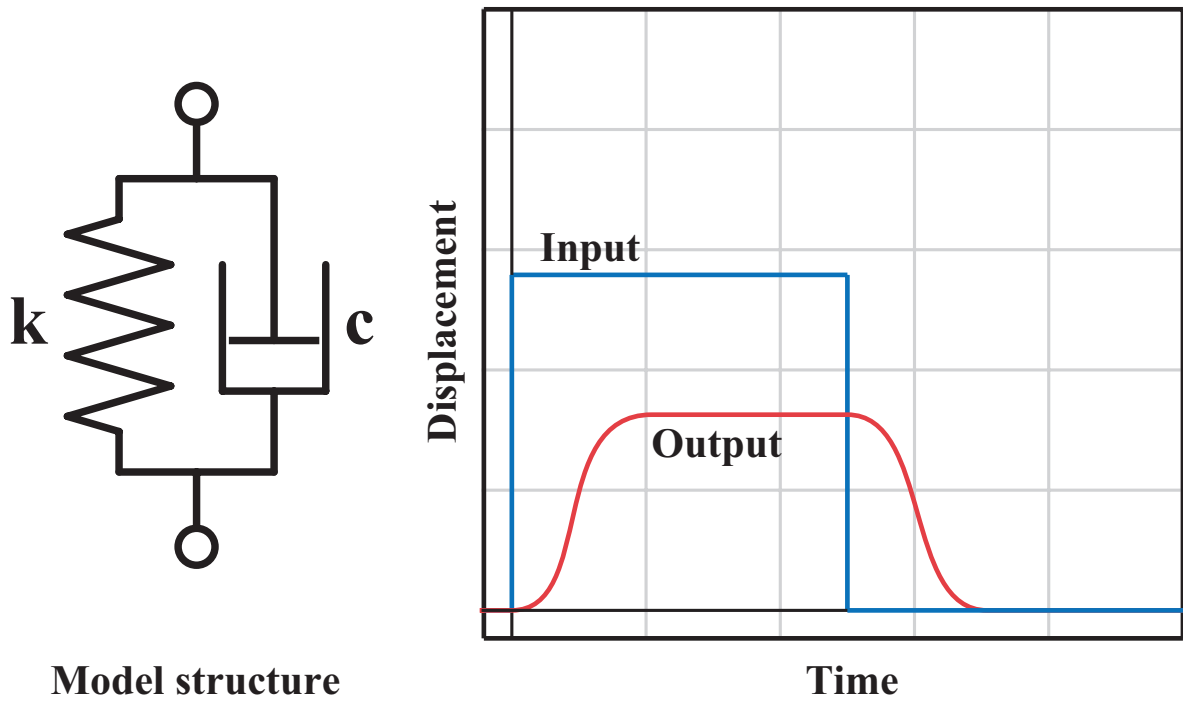 k
c
Model structure
Displacement
Input
Output
Time